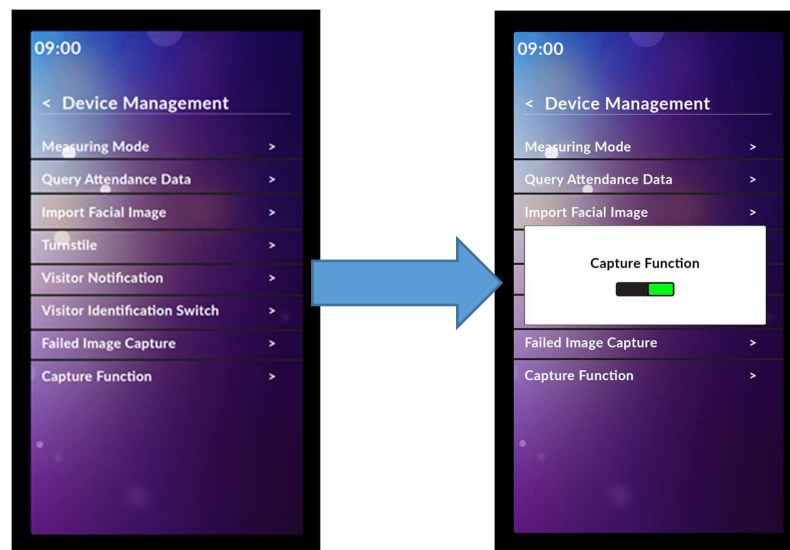 09:00
< Device Management
Measuring Mode >
Query Attendance Data >
Import Facial Image >
Turnstile >
Visitor Notification >
Visitor Identification Switch >
Failed Image Capture >
Capture Function >
09:00
< Device Management
Measuring Mode >
Query Attendance Data >
Import Facial Image >
Capture Function
Failed Image Capture >
Capture Function >